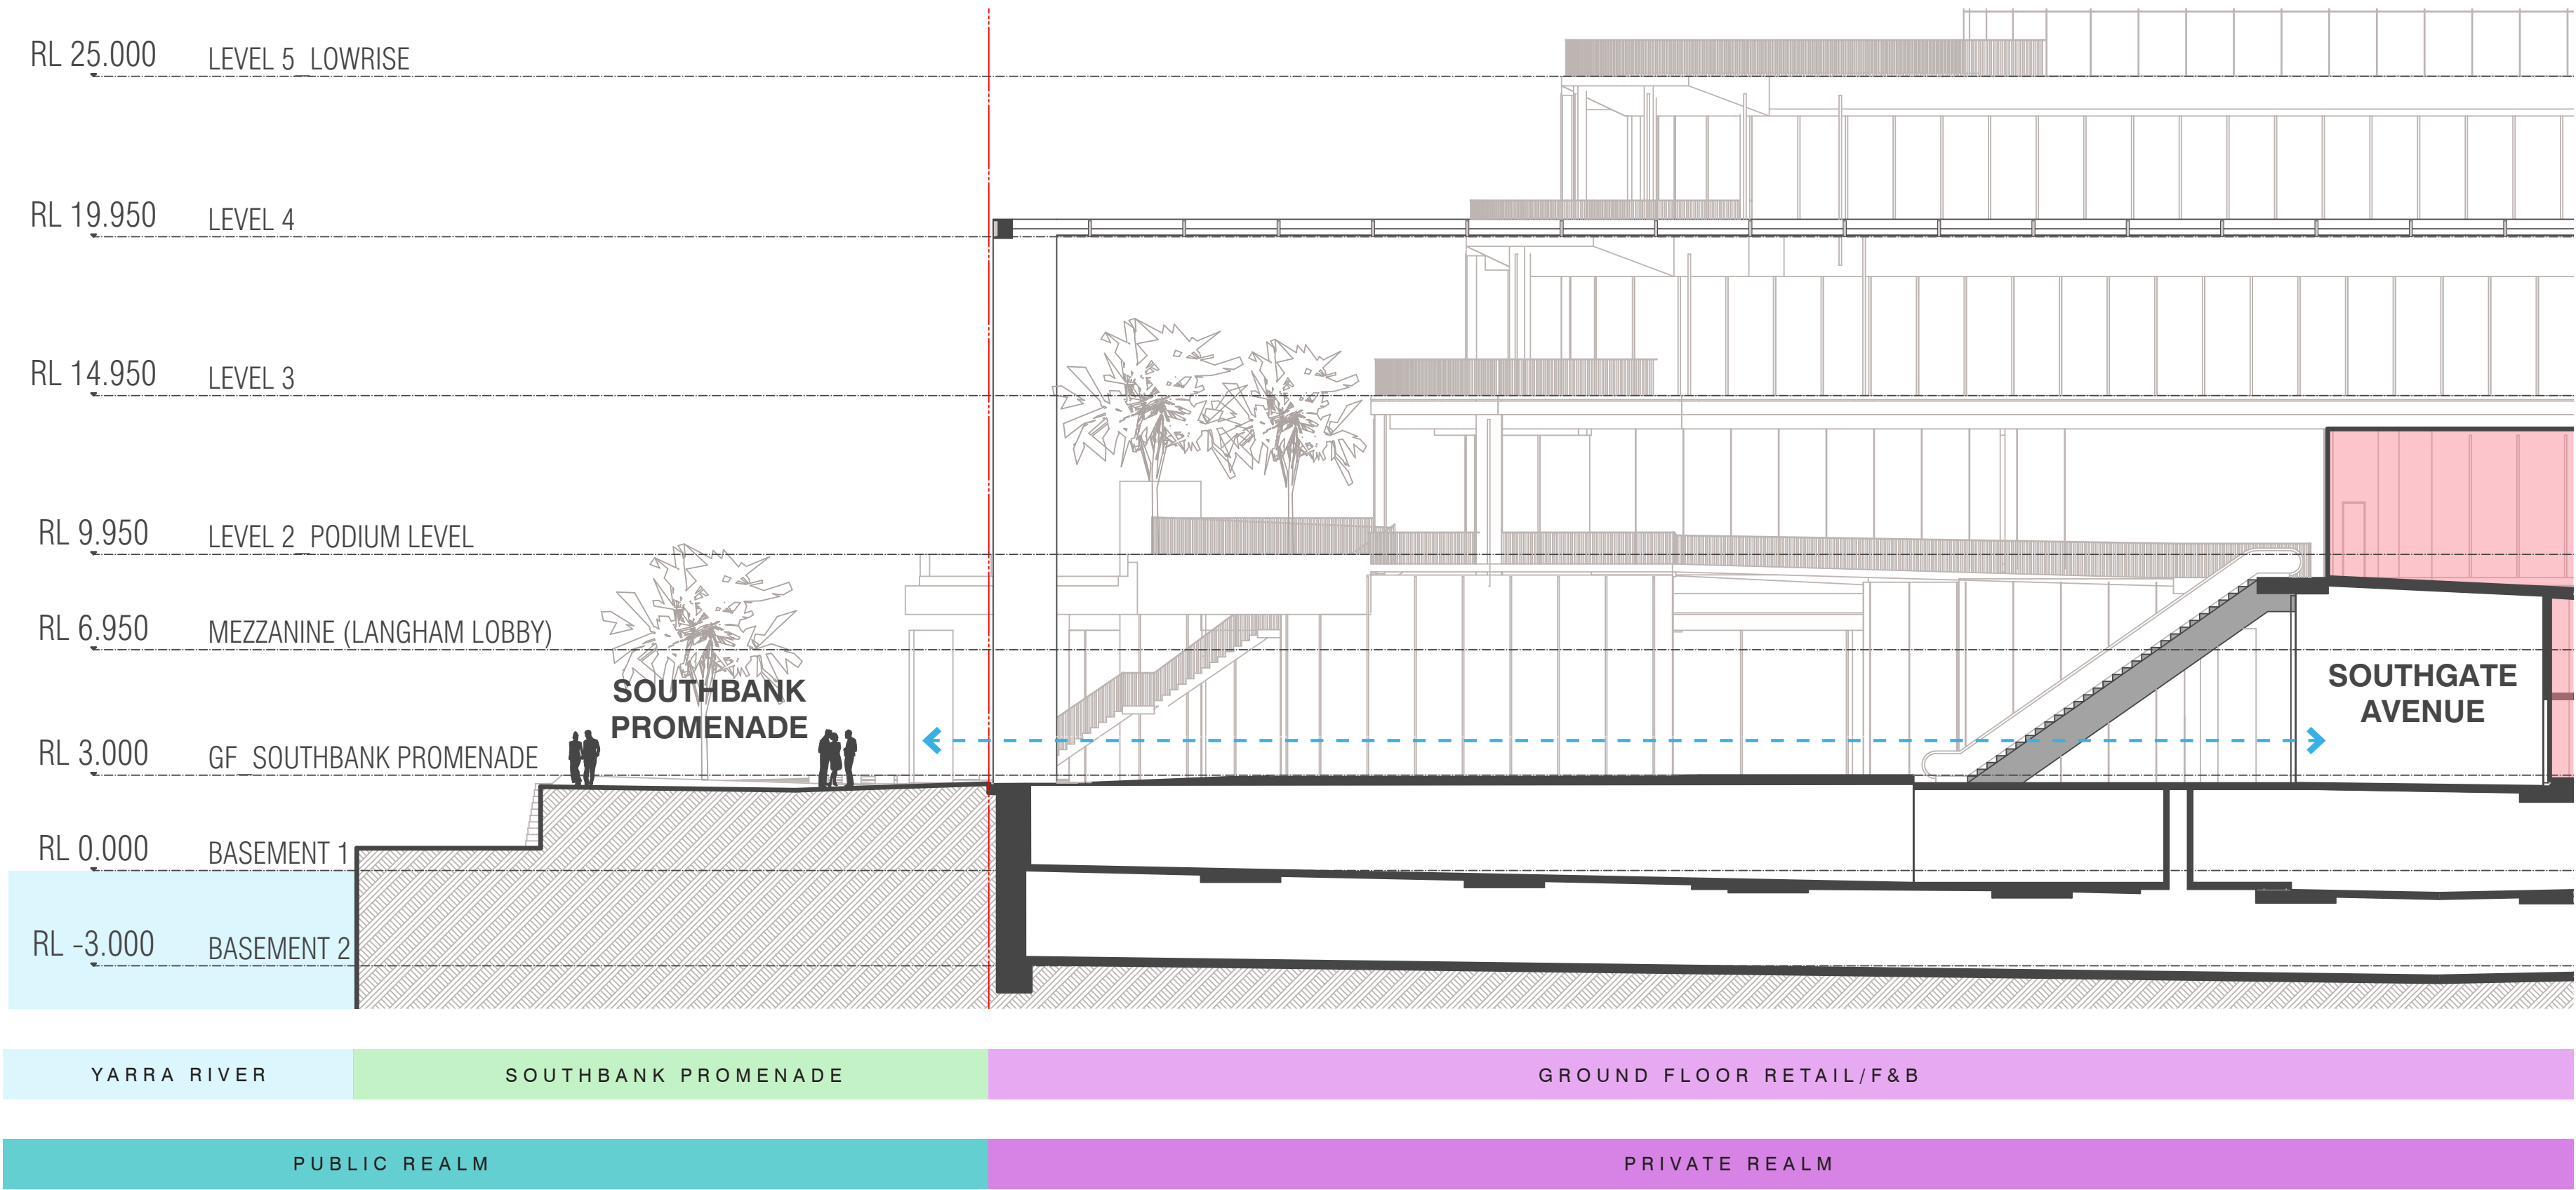 RL 25.000 LEVEL 5_LOWRISE
RL 19.950 LEVEL 4
RL 14.950 LEVEL 3
RL 9.950 LEVEL 2_PODIUM LEVEL
RL 6.950 MEZZANINE (LANGHAM LOBBY)
SOUTHBANK
PROMENADE
SOUTHGATE
AVENUE
RL 3.000 GF_SOUTHBANK PROMENADE
RL 0.000 BASEMENT 1
RL -3.000 BASEMENT 2
YARRA RIVER
SOUTHBANK PROMENADE
GROUND FLOOR RETAIL/F&B
PUBLIC REALM
PRIVATE REALM